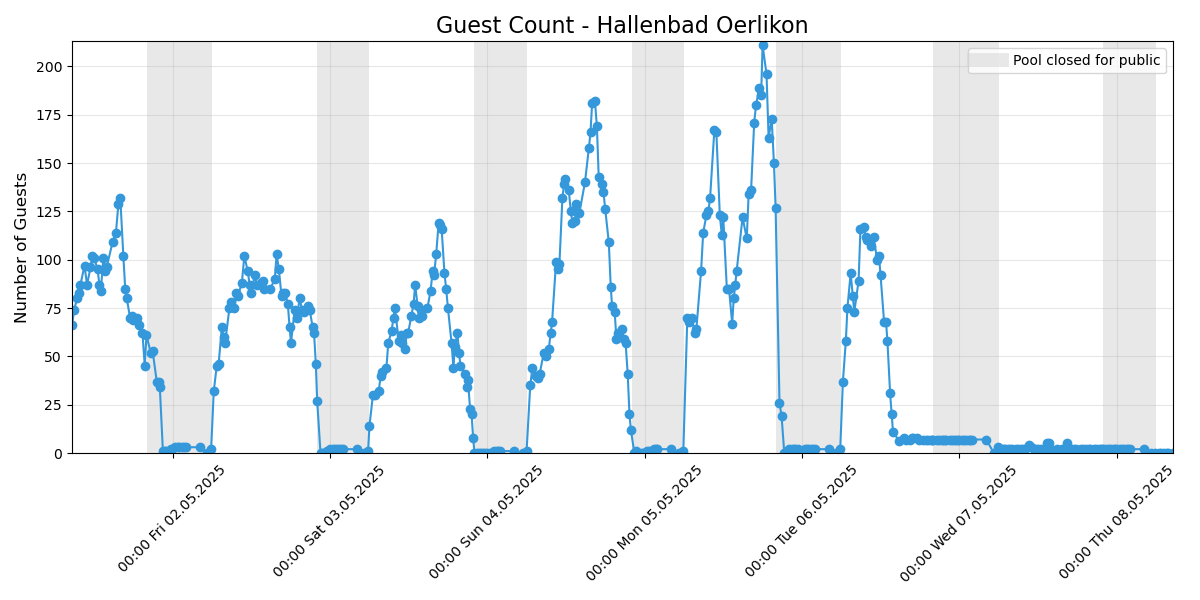 Guest Count - Hallenbad Oerlikon
Pool closed for public
Number of Guests
200
175
150
125
100
75
50
25
0
00:00 Fri 02.05.2025
00:00 Sat 03.05.2025
00:00 Sun 04.05.2025
00:00 Mon 05.05.2025
00:00 Tue 06.05.2025
00:00 Wed 07.05.2025
00:00 Thu 08.05.2025